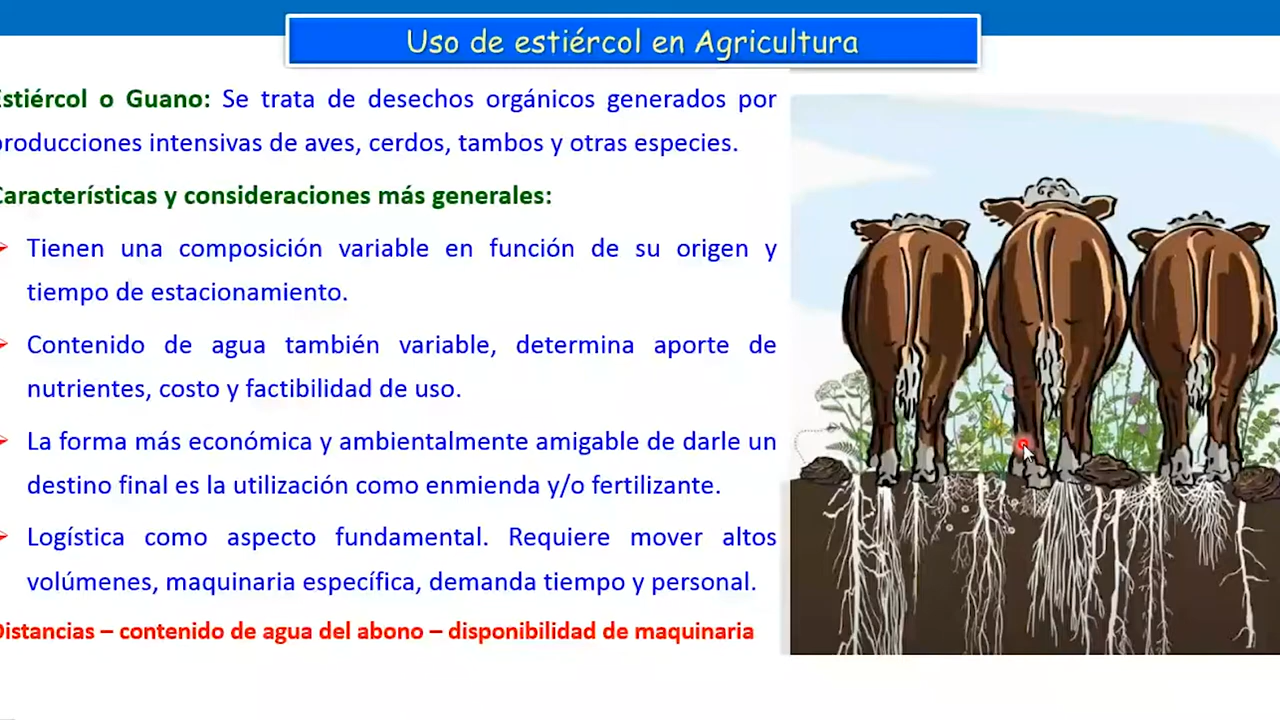 Uso de estiércol en Agricultura
Estiércol o Guano: Se trata de desechos orgánicos generados por
producciones intensivas de aves, cerdos, tambos y otras especies.
Características y consideraciones más generales:
Tienen una composición variable en función de su origen y
tiempo de estacionamiento.
Contenido de agua también variable, determina aporte de
nutrientes, costo y factibilidad de uso.
La forma más económica y ambientalmente amigable de darle un
destino final es la utilización como enmienda y/o fertilizante.
Logística como aspecto fundamental. Requiere mover altos
volúmenes, maquinaria específica, demanda tiempo y personal.
Distancias – contenido de agua del abono – disponibilidad de maquinaria